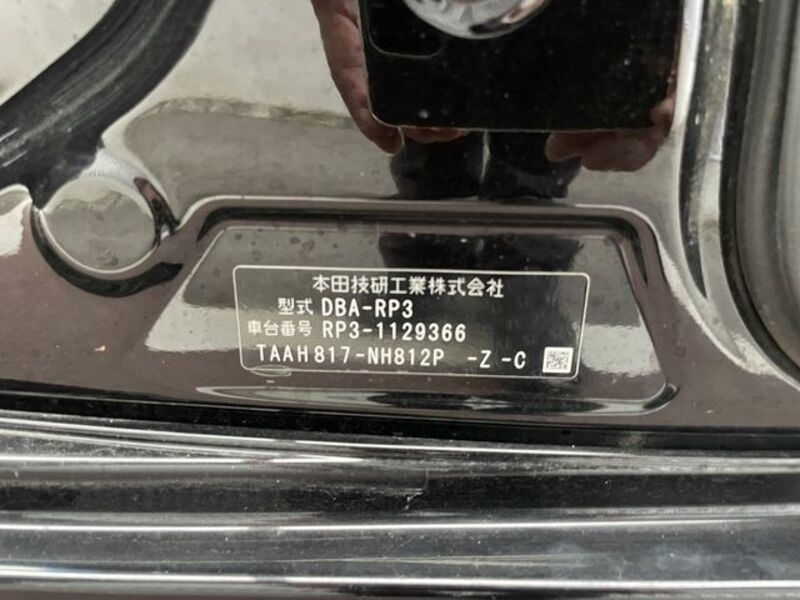 本田技研工業株式会社
型式 DBA-RP3
車台番号 RP3-1129366
TAAH817-NH812P -Z -C